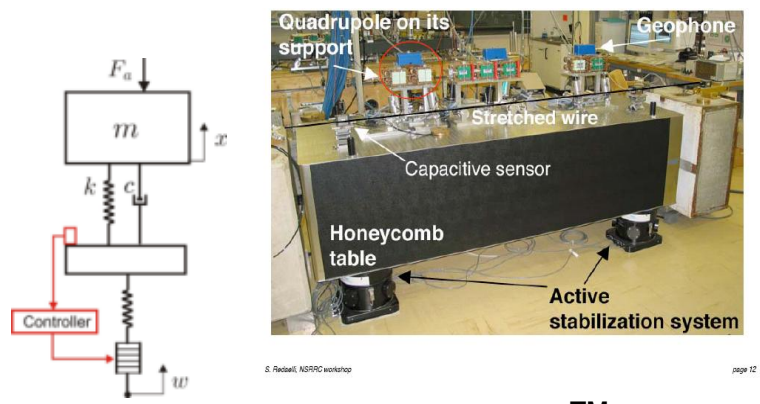 F_a
m
x
k
c
Controller
w
Quadrupole on its
support
Geophone
Stretched wire
Capacitive sensor
Honeycomb
table
Active
stabilization system
S. Redaelli, NSRRC workshop
page 12